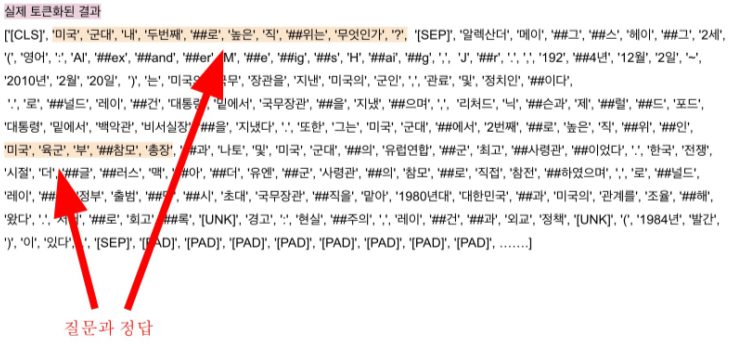 실제 토큰화된 결과
['[CLS]', '미국', '군대', '내', '두번째', '##로', '높은', '직', '##위는', '무엇인가', '?', '[SEP]', '알렉산더', '메이', '##그', '##스', '헤이', '##그', '2세',
'(', '영어', ':', 'Al', '##ex', '##and', '##er', 'M', '##e', '##ig', '##s', 'H', '##ai', '##g', ',', 'J', '##r', '.', ',', '192', '##4년', '12월', '2일', '~',
'2010년', '2월', '20일', ')', '는', '미국의', 장관을', '지낸', '미국의', '군인', ',', '관료', '및', '정치인', '##이다',
'.', '로', '##널드', '레이', '##건', '대통령', '밑에서', '국무장관', '##을', '지냈', '##으며', ',', '리처드', '닉', '##슨과', '제', '##럴', '##드', '포드',
'대통령', '밑에서', '백악관', '비서실장', '##을', '지냈다', '.', '또한', '그는', '미국', '군대', '##에서', '2번째', '##로', '높은', '직', '##위', '##인',
'미국', '육군', '부', '##참모', '총장', '##과', '나토', '및', '미국', '군대', '##의', '유럽연합', '##군', '최고', '##사령관', '##이었다', '.', '한국', '전쟁',
시절', '더', '##글', '##러스', '맥', '##아', '##더', '유엔', '##군', '사령관', '##의', '참모', '##로', '직접', '참전', '##하였으며', ',', '로', '##널드',
레이', 정부', '출범', 시', '초대', '국무장관', '##직을', '맡아', '1980년대', '대한민국', '##과', '미국의', '관계를', '조율', '##해',
왔다', '.', '##로', '회고', '##록', '[UNK]', '경고', ':', '현실', '##주의', ',', '레이', '##건', '##과', '외교', '정책', '[UNK]', '(', '1984년', '발간',
')', '이', '있다', '.', '[SEP]', '[PAD]', '[PAD]', '[PAD]', '[PAD]', '[PAD]', '[PAD]', '[PAD]', '[PAD]', …….]
질문과 정답